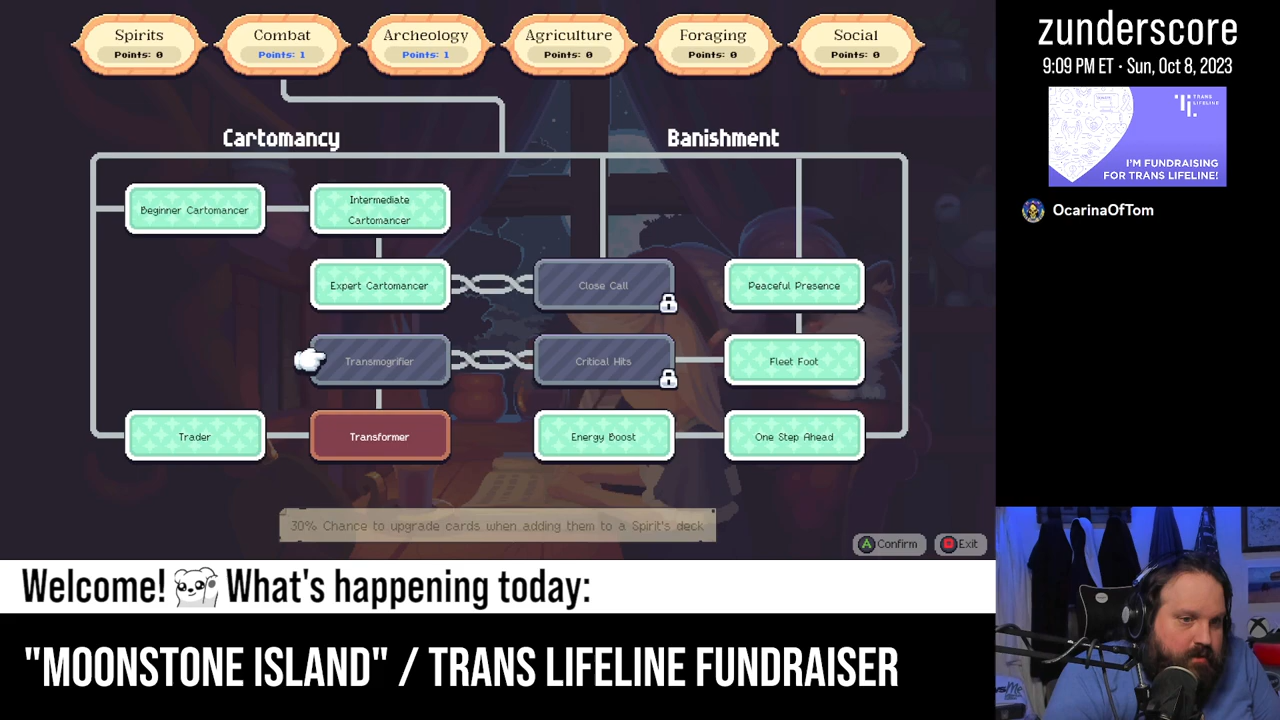 Spirits
Points: 0
Combat
Points: 1
Archeology
Points: 1
Agriculture
Points: 0
Foraging
Points: 0
Social
Points: 0
Cartomancy
Banishment
Beginner Cartomancer
Intermediate
Cartomancer
Expert Cartomancer
Close Call
Peaceful Presence
Transmogrifier
Critical Hits
Fleet Foot
Trader
Transformer
Energy Boost
One Step Ahead
30% Chance to upgrade cards when adding them to a Spirit's deck
A Confirm
Exit
zunderscore
9:09 PM ET · Sun, Oct 8, 2023
TRANS
LIFELINE
I'M FUNDRAISING
FOR TRANS LIFELINE!
OcarinaOfTom
Welcome! What's happening today:
"MOONSTONE ISLAND" / TRANS LIFELINE FUNDRAISER